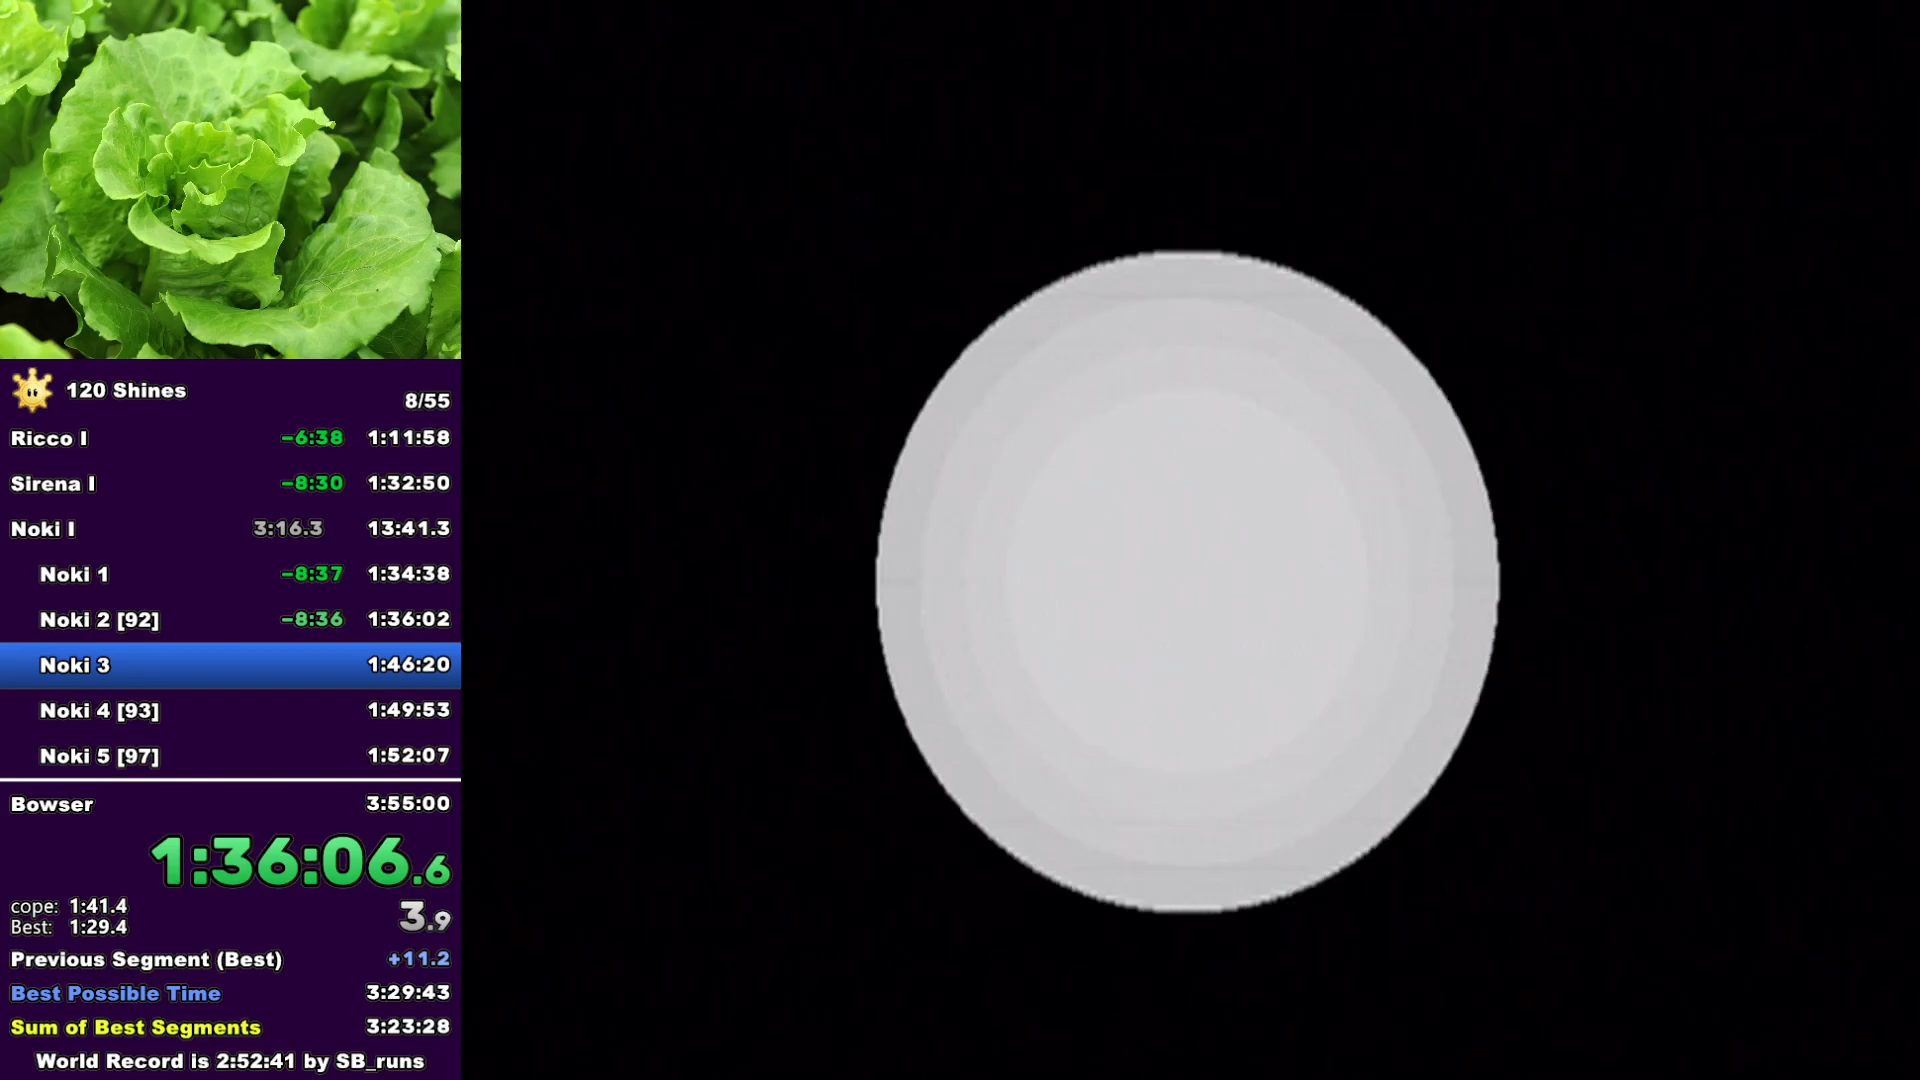 120 Shines
8/55
Ricco I -6:38 1:11:58
Sirena I -8:30 1:32:50
Noki I 3:16.3 13:41.3
Noki 1 -8:37 1:34:38
Noki 2 [92] -8:36 1:36:02
Noki 3 1:46:20
Noki 4 [93] 1:49:53
Noki 5 [97] 1:52:07
Bowser 3:55:00
1:36:06.6
cope: 1:41.4
Best: 1:29.4
3.9
Previous Segment (Best) +11.2
Best Possible Time 3:29:43
Sum of Best Segments 3:23:28
World Record is 2:52:41 by SB_runs